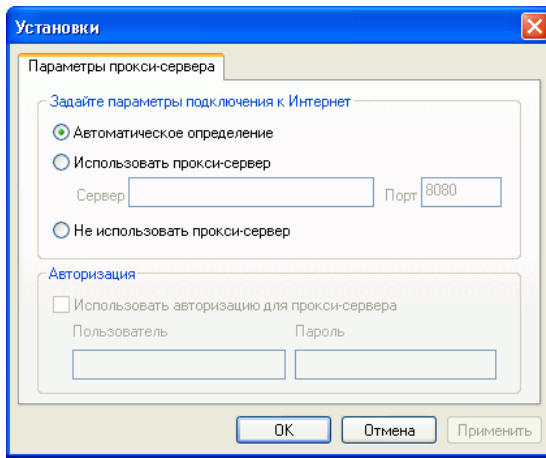 Установки
Параметры прокси-сервера
Задайте параметры подключения к Интернет
Автоматическое определение
Использовать прокси-сервер
Сервер Порт 8080
Не использовать прокси-сервер
Авторизация
Использовать авторизацию для прокси-сервера
Пользователь Пароль
OK Отмена Применить